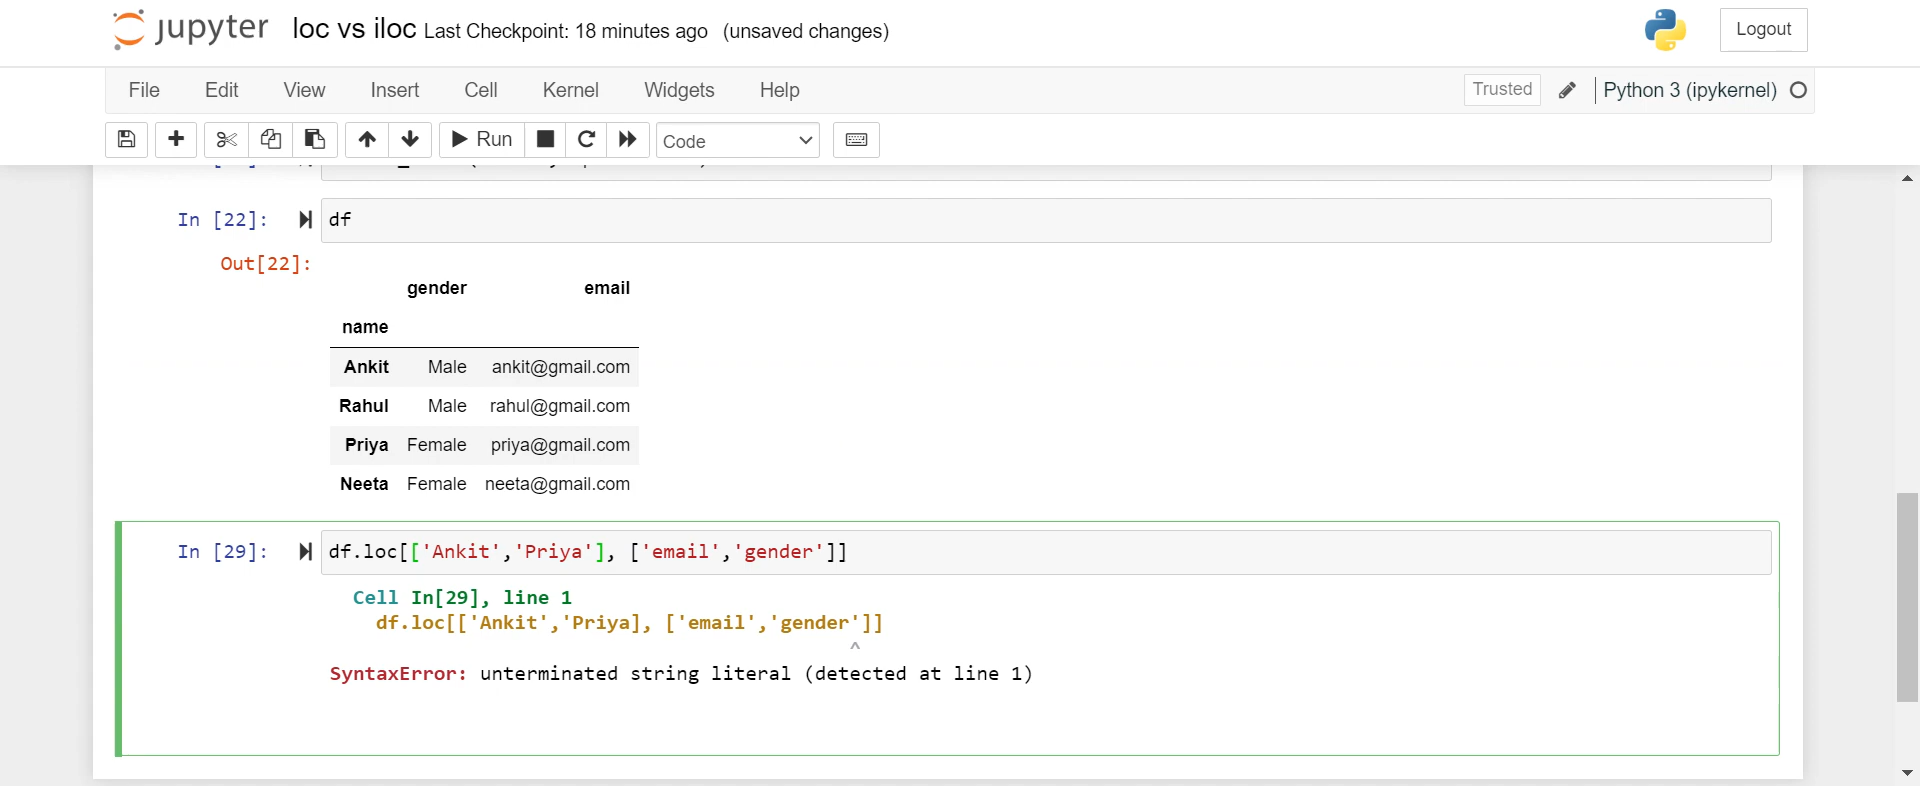 jupyter loc vs iloc Last Checkpoint: 18 minutes ago (unsaved changes) Logout
File Edit View Insert Cell Kernel Widgets Help Trusted Python 3 (ipykernel)
Run Code
In [22]: df
Out[22]:
gender email
name
Ankit Male ankit@gmail.com
Rahul Male rahul@gmail.com
Priya Female priya@gmail.com
Neeta Female neeta@gmail.com
In [29]: df.loc[['Ankit','Priya'], ['email','gender']]
Cell In[29], line 1
df.loc[['Ankit','Priya], ['email','gender']]
^
SyntaxError: unterminated string literal (detected at line 1)